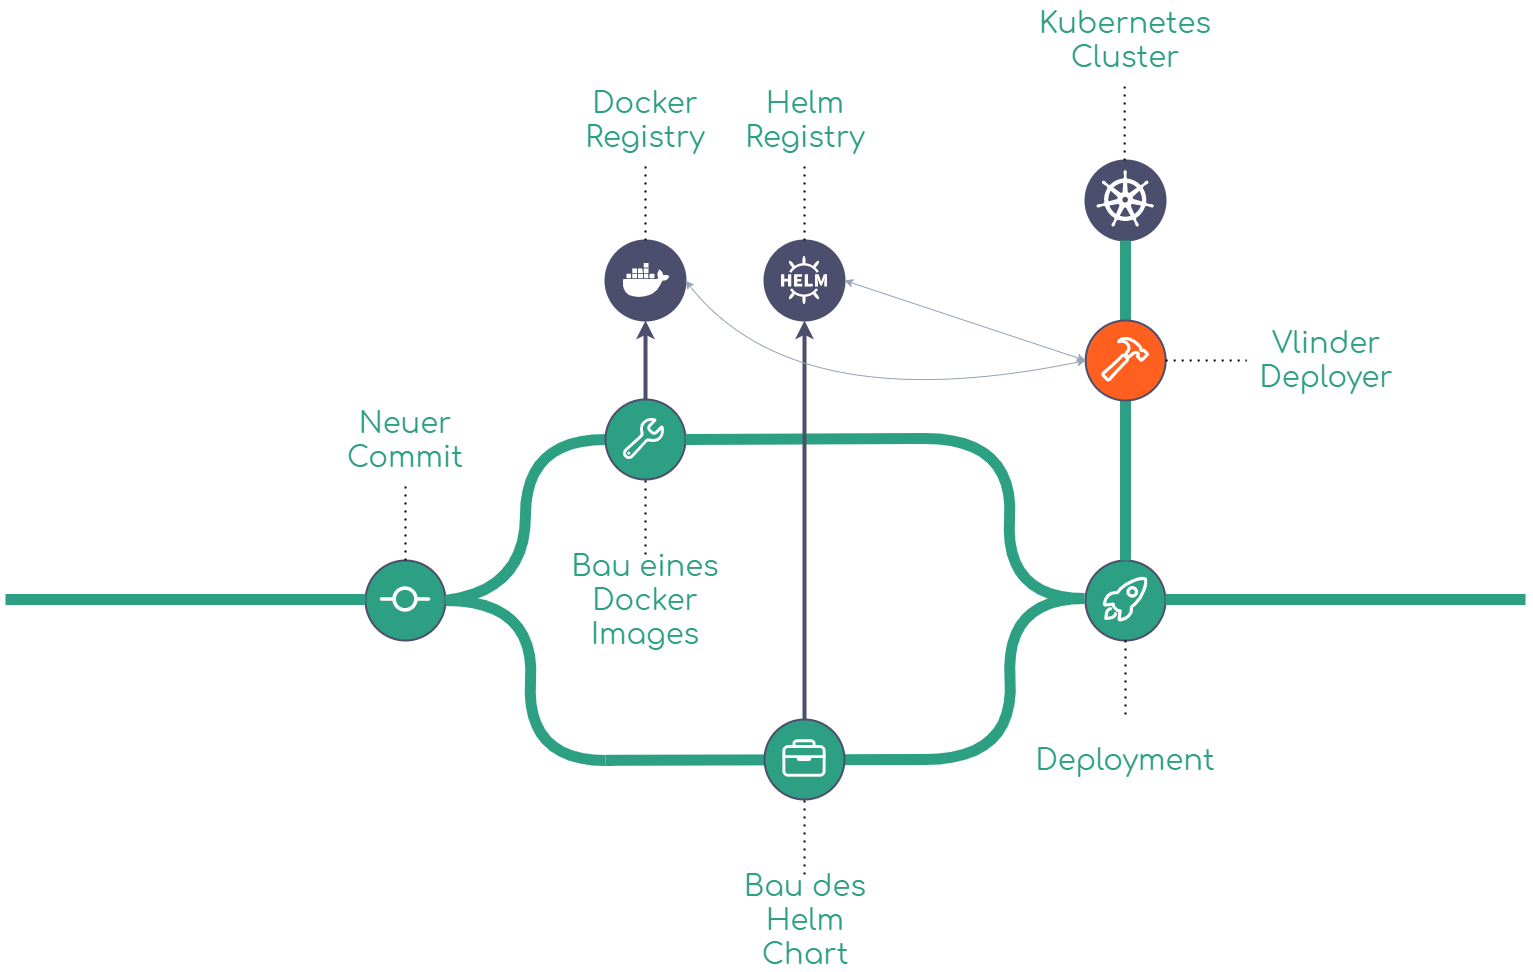 Kubernetes
Cluster
Docker
Registry
Helm
Registry
HELM
Vlinder
Deployer
Neuer
Commit
Bau eines
Docker
Images
Deployment
Bau des
Helm
Chart